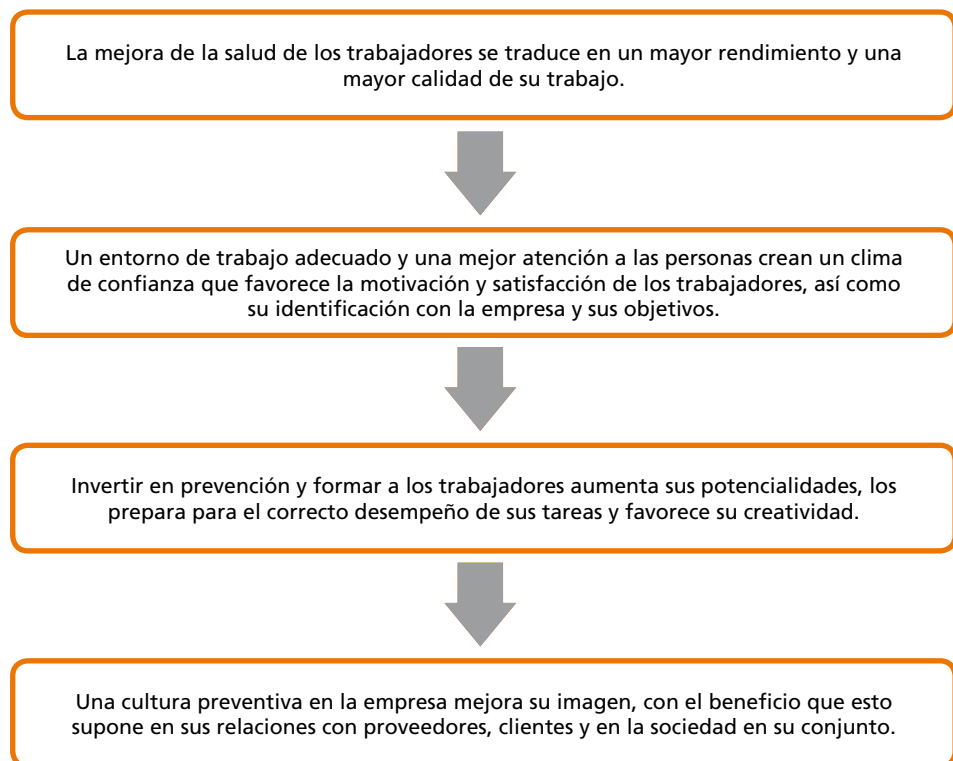 La mejora de la salud de los trabajadores se traduce en un mayor rendimiento y una
mayor calidad de su trabajo.
Un entorno de trabajo adecuado y una mejor atención a las personas crean un clima
de confianza que favorece la motivación y satisfacción de los trabajadores, así como
su identificación con la empresa y sus objetivos.
Invertir en prevención y formar a los trabajadores aumenta sus potencialidades, los
prepara para el correcto desempeño de sus tareas y favorece su creatividad.
Una cultura preventiva en la empresa mejora su imagen, con el beneficio que esto
supone en sus relaciones con proveedores, clientes y en la sociedad en su conjunto.